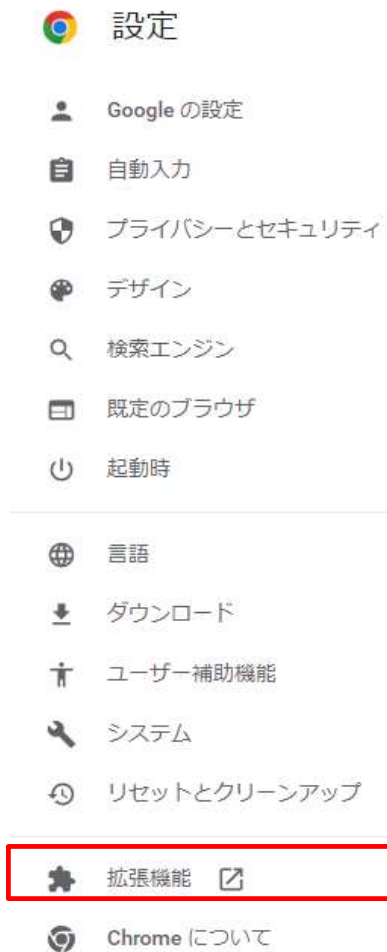 設定
Google の設定
自動入力
プライバシーとセキュリティ
デザイン
検索エンジン
既定のブラウザ
起動時
言語
ダウンロード
ユーザー補助機能
システム
リセットとクリーンアップ
拡張機能
Chrome について